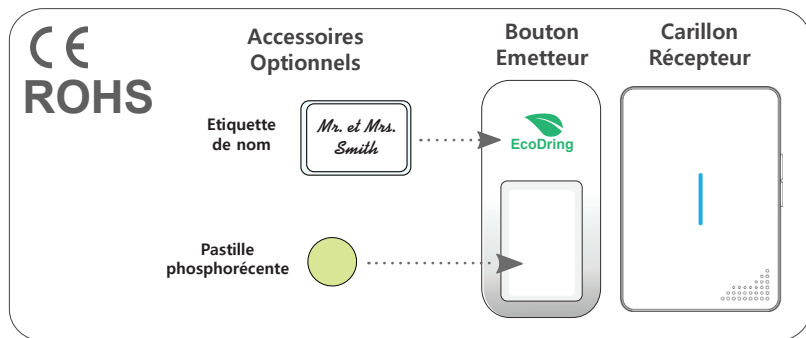 CE
ROHS
Accessoires
Optionnels
Bouton
Emetteur
Carillon
Récepteur
Etiquette
de nom
Mr. et Mrs.
Smith
EcoDring
Pastille
phosphorécente